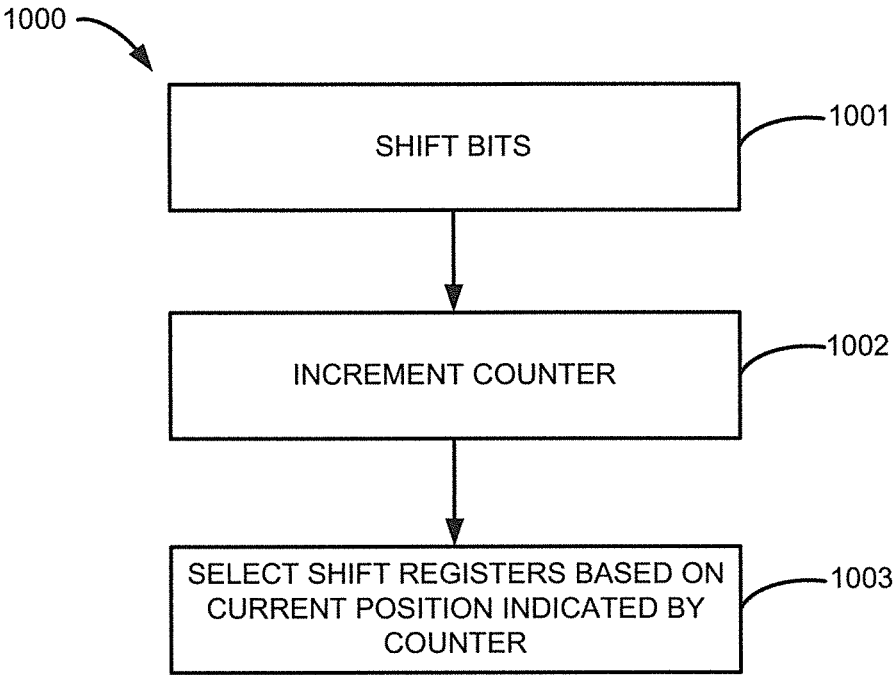 1000
SHIFT BITS
1001
INCREMENT COUNTER
1002
SELECT SHIFT REGISTERS BASED ON
CURRENT POSITION INDICATED BY
COUNTER
1003